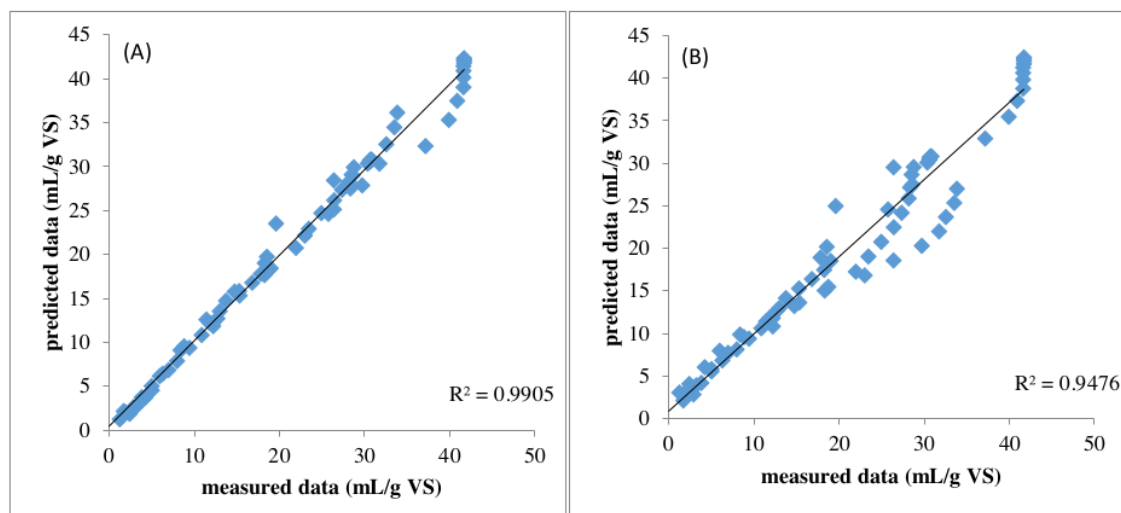 (A)
45
40
35
30
25
20
15
10
5
0
predicted data (mL/g VS)
R² = 0.9905
0 10 20 30 40 50
measured data (mL/g VS)
(B)
45
40
35
30
25
20
15
10
5
0
predicted data (mL/g VS)
R² = 0.9476
0 10 20 30 40 50
measured data (mL/g VS)